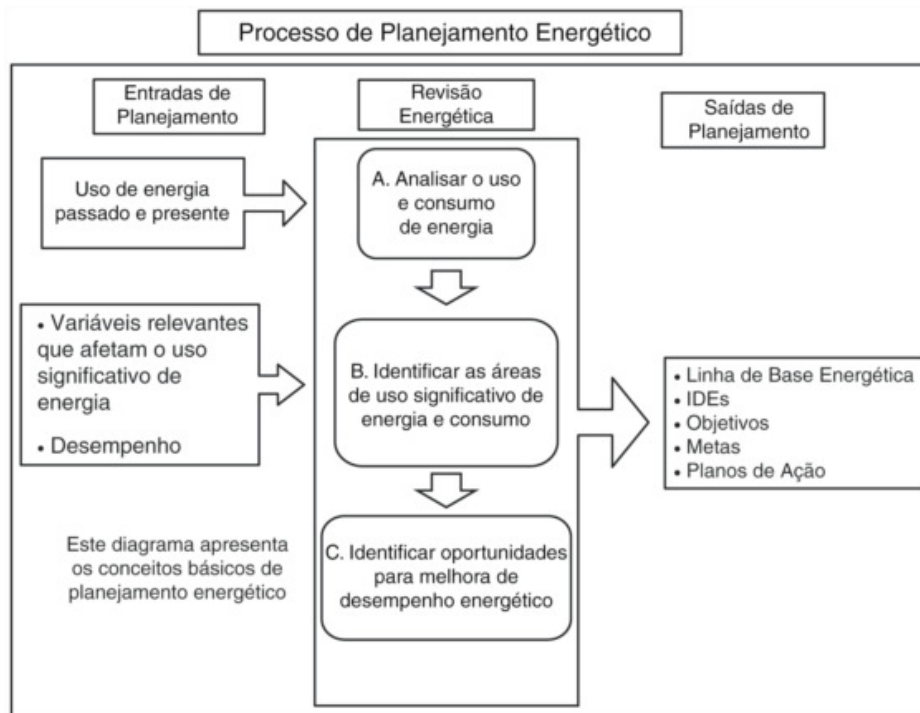 Processo de Planejamento Energético
Entradas de
Planejamento
Revisão
Energética
Saídas de
Planejamento
Uso de energia
passado e presente
A. Analisar o uso
e consumo
de energia
• Variáveis relevantes
que afetam o uso
significativo de
energia
• Desempenho
B. Identificar as áreas
de uso significativo de
energia e consumo
• Linha de Base Energética
• IDEs
• Objetivos
• Metas
• Planos de Ação
Este diagrama apresenta
os conceitos básicos de
planejamento energético
C. Identificar oportunidades
para melhora de
desempenho energético